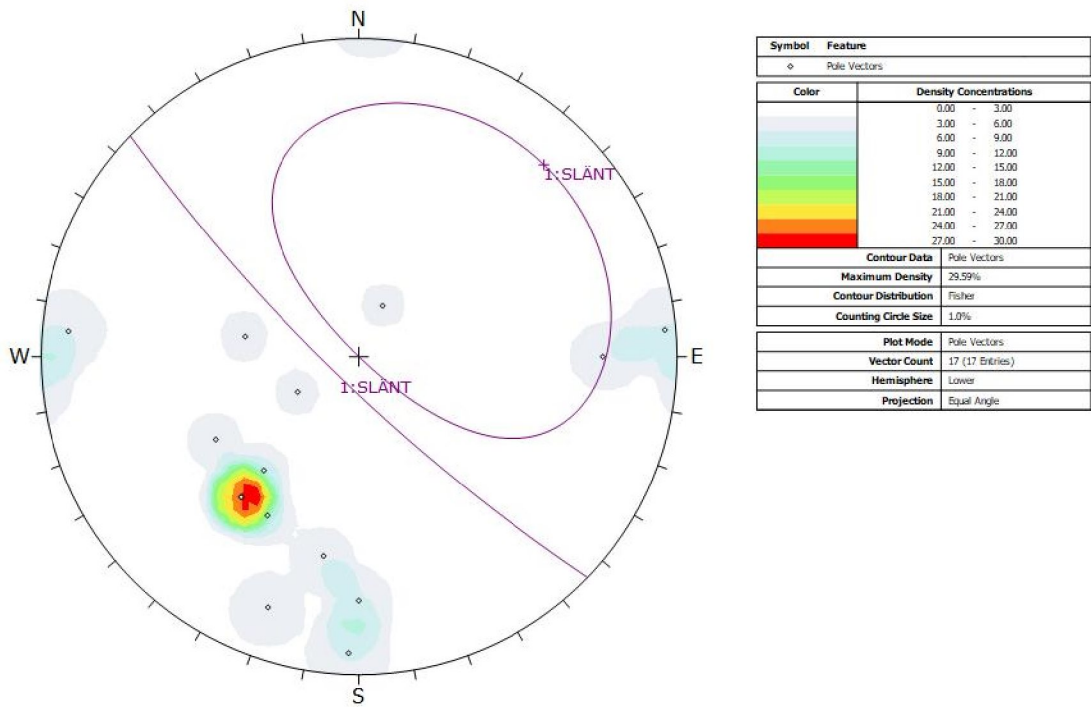 N
W
E
S
1:SLÄNT
1:SLÄNT
Symbol Feature
Pole Vectors
Color Density Concentrations
0.00 - 3.00
3.00 - 6.00
6.00 - 9.00
9.00 - 12.00
12.00 - 15.00
15.00 - 18.00
18.00 - 21.00
21.00 - 24.00
24.00 - 27.00
27.00 - 30.00
Contour Data Pole Vectors
Maximum Density 29.59%
Contour Distribution Fisher
Counting Circle Size 1.0%
Plot Mode Pole Vectors
Vector Count 17 (17 Entries)
Hemisphere Lower
Projection Equal Angle